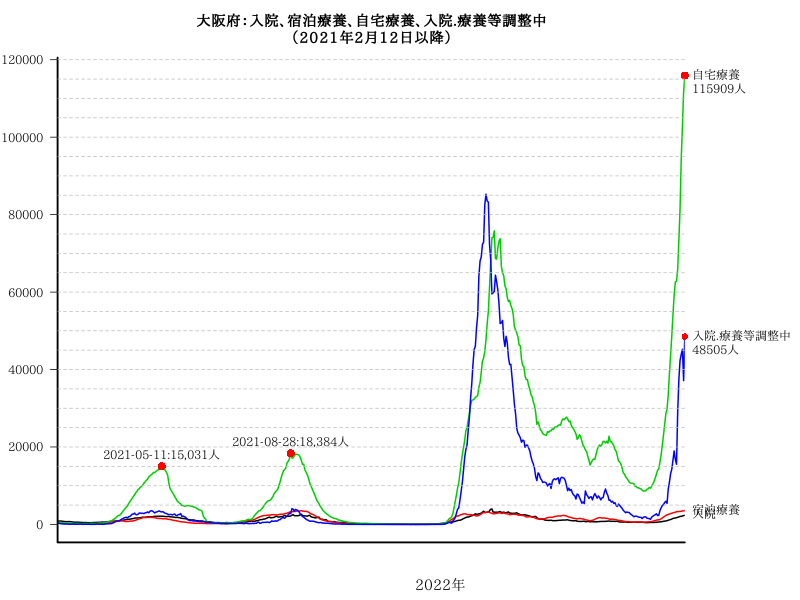 大阪府：入院、宿泊療養、自宅療養、入院.療養等調整中
（2021年2月12日以降）
120000
100000
80000
60000
40000
20000
0
自宅療養
115909人
入院.療養等調整中
48505人
2021-05-11:15,031人
2021-08-28:18,384人
宿泊療養
入院
2022年